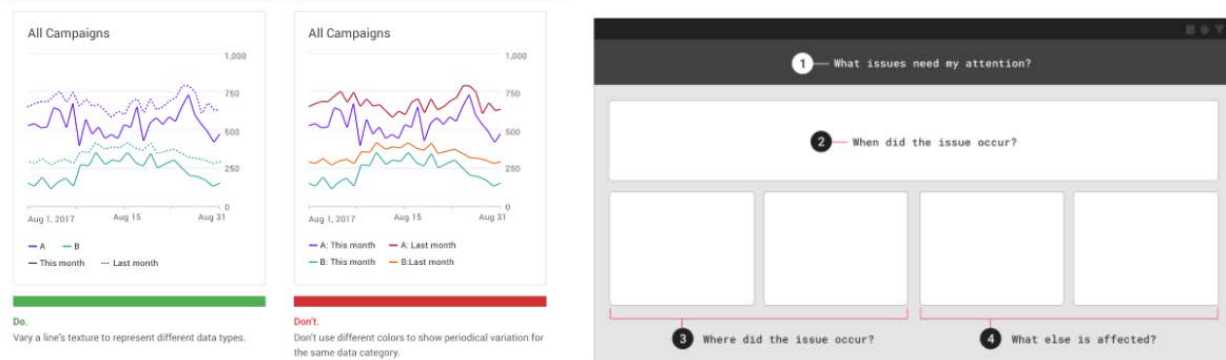 All Campaigns
1,000
750
500
250
0
Aug 1, 2017 Aug 15 Aug 31
A B
This month Last month
Do.
Vary a line's texture to represent different data types.
All Campaigns
1,000
750
500
250
0
Aug 1, 2017 Aug 15 Aug 31
A: This month A: Last month
B: This month B:Last month
Don't.
Don't use different colors to show periodical variation for
the same data category.
1 What issues need my attention?
2 When did the issue occur?
3 Where did the issue occur?
4 What else is affected?